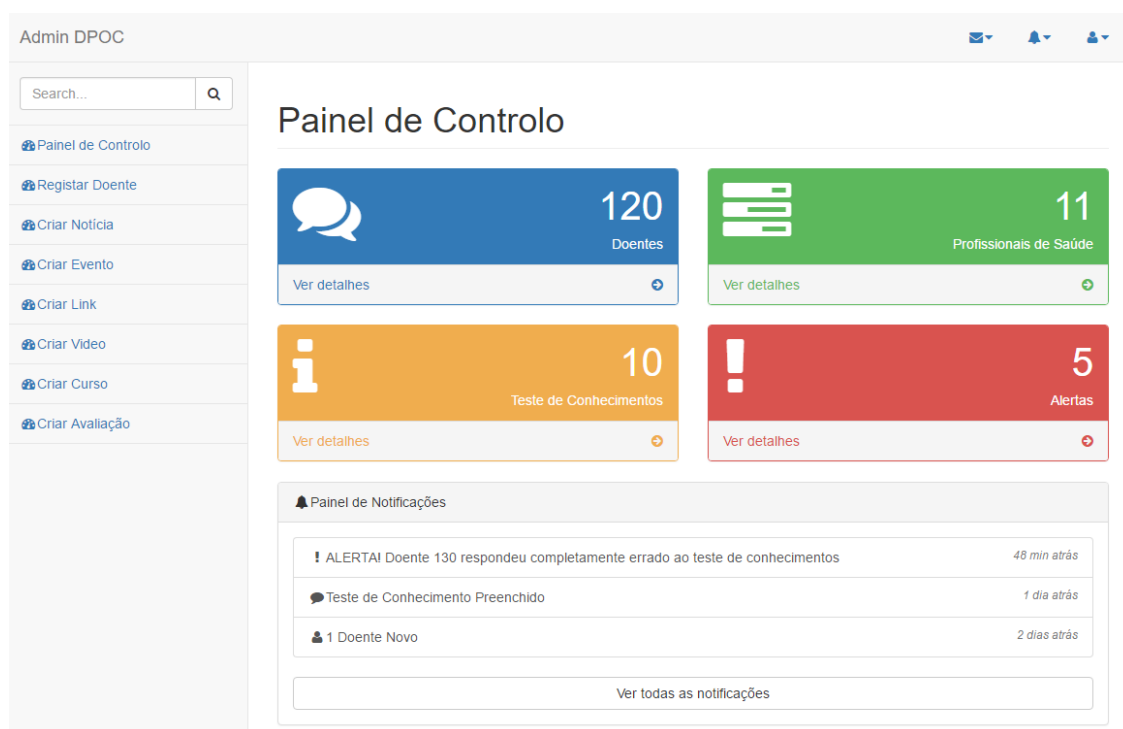 Admin DPOC
Search...
Painel de Controlo
Registar Doente
Criar Notícia
Criar Evento
Criar Link
Criar Video
Criar Curso
Criar Avaliação
Painel de Controlo
120
Doentes
Ver detalhes
11
Profissionais de Saúde
Ver detalhes
10
Teste de Conhecimentos
Ver detalhes
5
Alertas
Ver detalhes
Painel de Notificações
ALERTA! Doente 130 respondeu completamente errado ao teste de conhecimentos 48 min atràs
Teste de Conhecimento Preenchido 1 dia atràs
1 Doente Novo 2 dias atràs
Ver todas as notificações